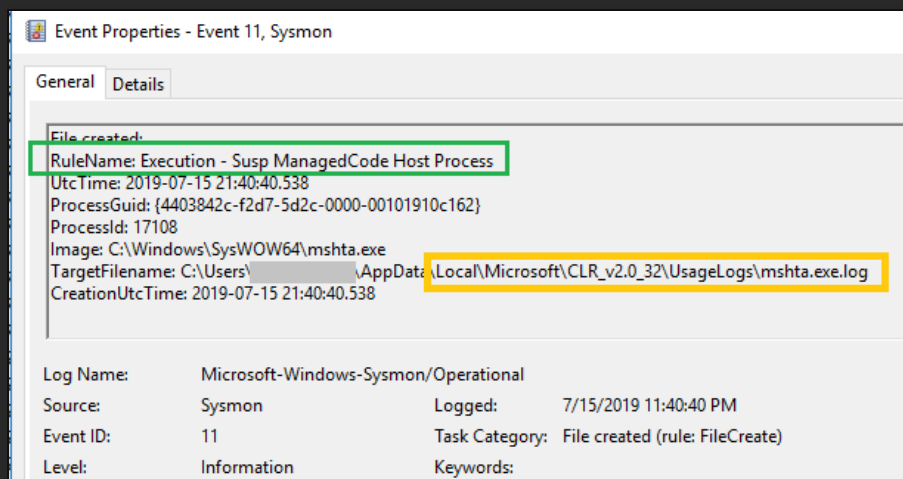 Event Properties - Event 11, Sysmon
General Details
File created:
RuleName: Execution - Susp ManagedCode Host Process
UtcTime: 2019-07-15 21:40:40.538
ProcessGuid: {4403842c-f2d7-5d2c-0000-00101910c162}
ProcessId: 17108
Image: C:\Windows\SysWOW64\mshta.exe
TargetFilename: C:\Users\ \AppData\Local\Microsoft\CLR_v2.0_32\UsageLogs\mshta.exe.log
CreationUtcTime: 2019-07-15 21:40:40.538
Log Name: Microsoft-Windows-Sysmon/Operational
Source: Sysmon Logged: 7/15/2019 11:40:40 PM
Event ID: 11 Task Category: File created (rule: FileCreate)
Level: Information Keywords: